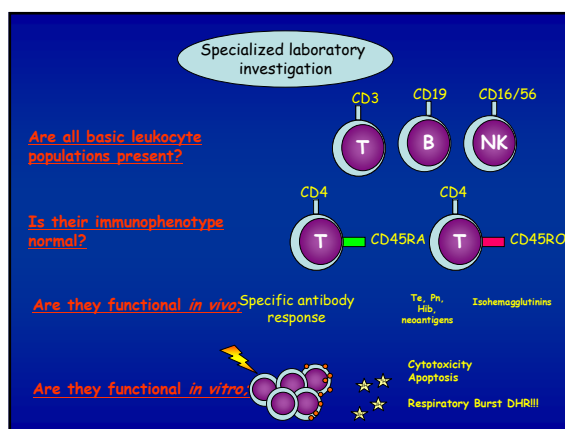 Specialized laboratory
investigation
CD3
CD19
CD16/56
Are all basic leukocyte
populations present?
T
B
NK
CD4
CD4
Is their immunophenotype
normal?
T
CD45RA
T
CD45RO
Are they functional in vivo;
Specific antibody
response
Te, Pn,
Hib,
neoantigens
Isohemagglutinins
Are they functional in vitro;
Cytotoxicity
Apoptosis
Respiratory Burst DHR!!!